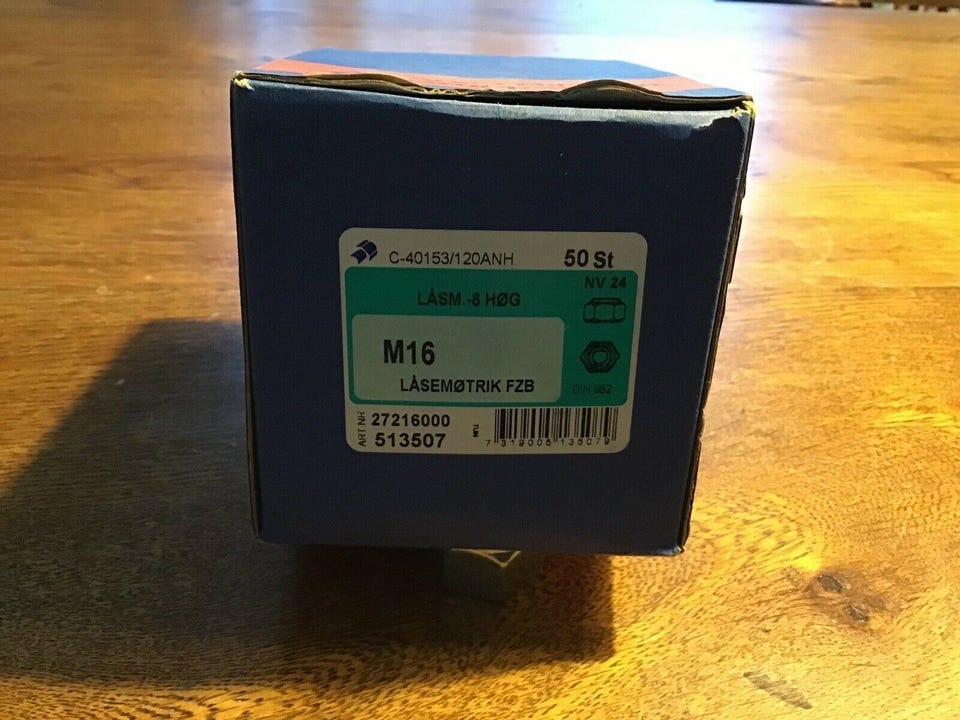 C-40153/120ANH
50 St
NV 24
LÅSM.-8 HØG
M16
LÅSEMØTRIK FZB
DIN 982
ART NR
27216000
513507
7 319005 135079